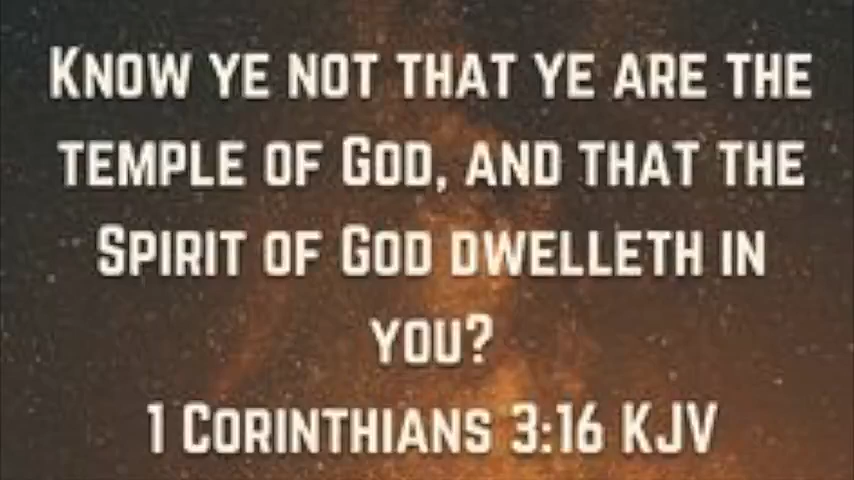 Know ye not that ye are the
temple of God, and that the
Spirit of God dwelleth in
you?
1 Corinthians 3:16 KJV